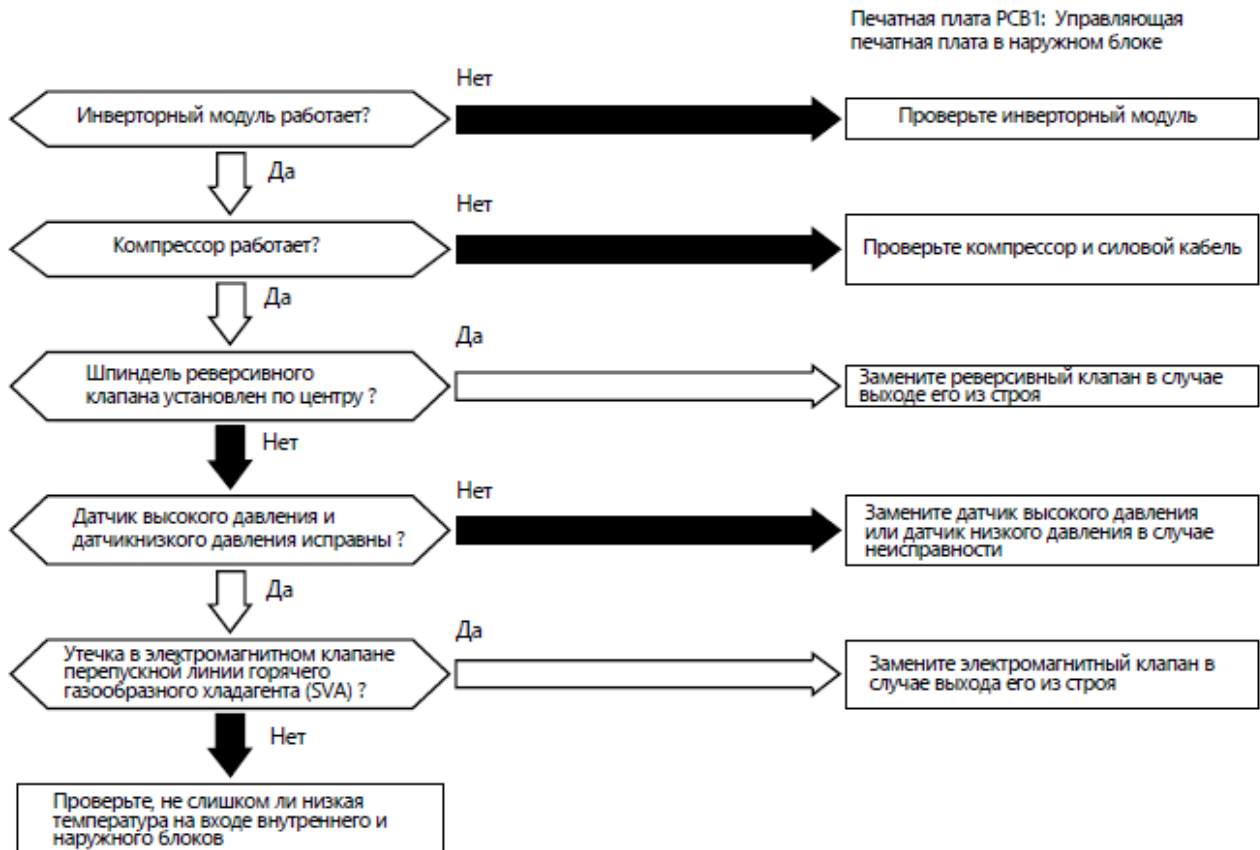 Печатная плата PCB1: Управляющая
печатная плата в наружном блоке
Нет
Инверторный модуль работает?
Проверьте инверторный модуль
Да
Нет
Компрессор работает?
Проверьте компрессор и силовой кабель
Да
Да
Шпиндель реверсивного
клапана установлен по центру ?
Замените реверсивный клапан в случае
выходе его из строя
Нет
Нет
Датчик высокого давления и
датчикнизкого давления исправны ?
Замените датчик высокого давления
или датчик низкого давления в случае
неисправности
Да
Да
Утечка в электромагнитном клапане
перепускной линии горячего
газообразного хладагента (SVA) ?
Замените электромагнитный клапан в
случае выхода его из строя
Нет
Проверьте, не слишком ли низкая
температура на входе внутреннего и
наружного блоков